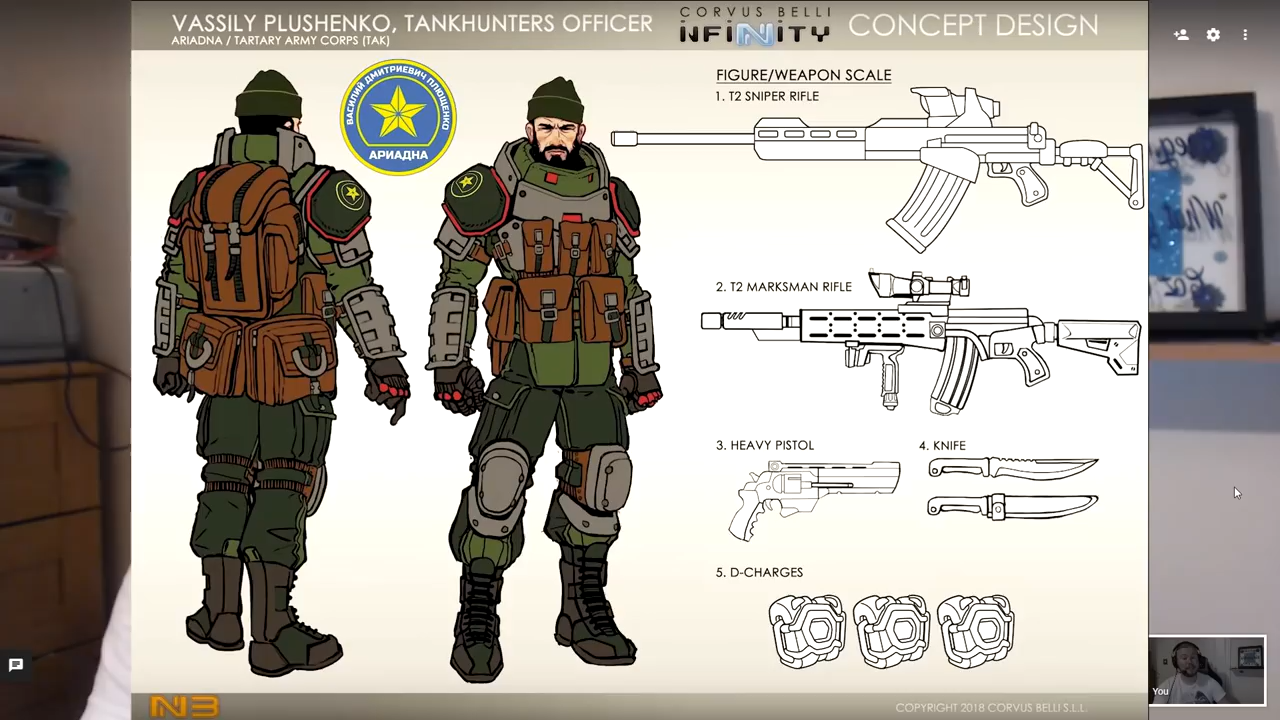 VASSILY PLUSHENKO, TANKHUNTERS OFFICER
ARIADNA / TARTARY ARMY CORPS (TAK)
CORVUS BELLI
INFINITY
CONCEPT DESIGN
ВАСИЛИЙ ДМИТРИЕВИЧ ПЛЮЩЕНКО
АРИАДНА
FIGURE/WEAPON SCALE
1. T2 SNIPER RIFLE
2. T2 MARKSMAN RIFLE
3. HEAVY PISTOL
4. KNIFE
5. D-CHARGES
You
N3
COPYRIGHT 2018 CORVUS BELLI S.L.L.